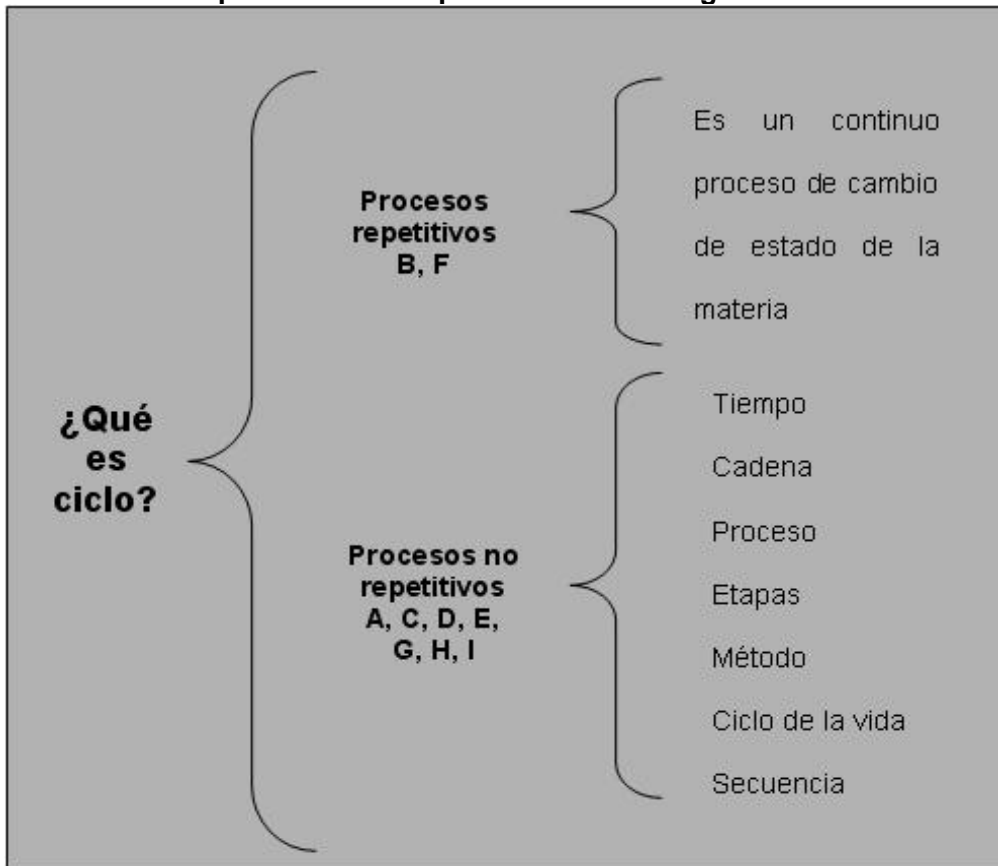 ¿Qué
es
ciclo?
Procesos
repetitivos
B, F
Es un continuo
proceso de cambio
de estado de la
materia
Procesos no
repetitivos
A, C, D, E,
G, H, I
Tiempo
Cadena
Proceso
Etapas
Método
Ciclo de la vida
Secuencia